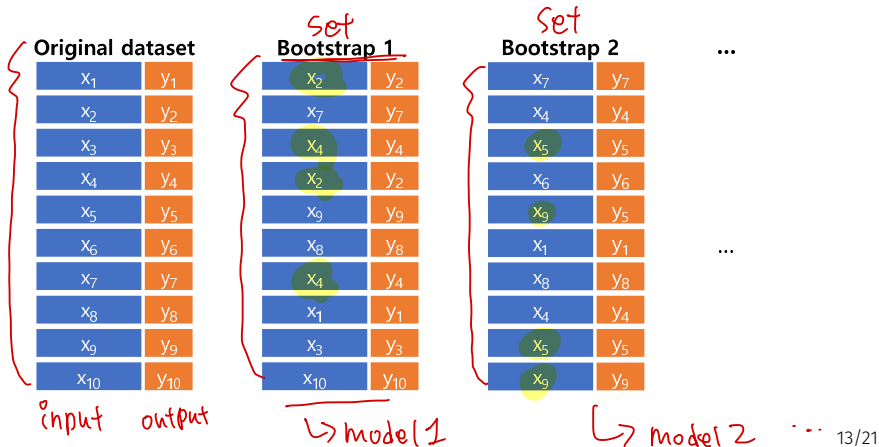 set
set
Original dataset Bootstrap 1 Bootstrap 2 ...
x1 y1 x2 y2 x7 y7
x2 y2 x7 y7 x4 y4
x3 y3 x4 y4 x5 y5
x4 y4 x2 y2 x6 y6
x5 y5 x9 y9 x9 y5
x6 y6 x8 y8 x1 y1 ...
x7 y7 x4 y4 x8 y8
x8 y8 x1 y1 x4 y4
x9 y9 x3 y3 x5 y5
x10 y10 x10 y10 x9 y9
input output
model 1 model 2 ... 13/21